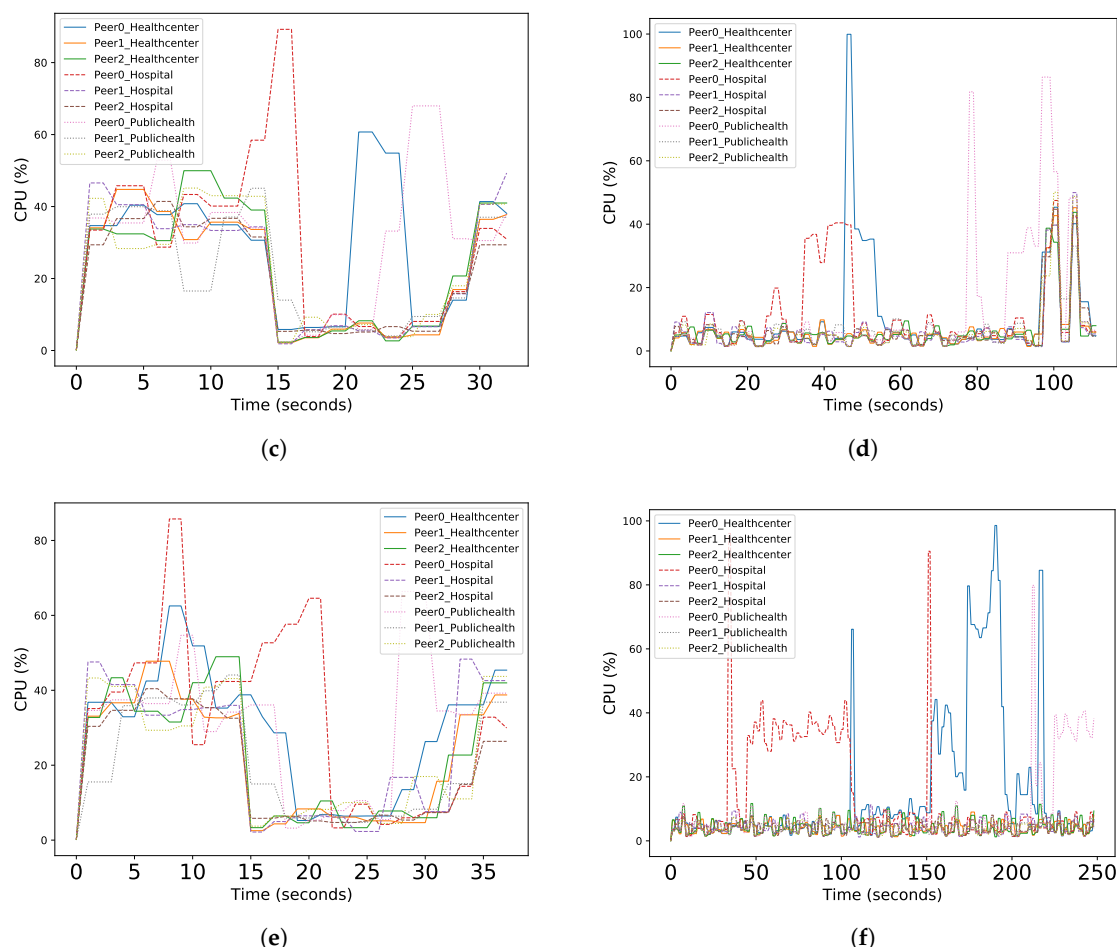 CPU (%)
80
60
40
20
0
Peer0_Healthcenter
Peer1_Healthcenter
Peer2_Healthcenter
Peer0_Hospital
Peer1_Hospital
Peer2_Hospital
Peer0_Publichealth
Peer1_Publichealth
Peer2_Publichealth
0 5 10 15 20 25 30
Time (seconds)
(c)
CPU (%)
100
80
60
40
20
0
Peer0_Healthcenter
Peer1_Healthcenter
Peer2_Healthcenter
Peer0_Hospital
Peer1_Hospital
Peer2_Hospital
Peer0_Publichealth
Peer1_Publichealth
Peer2_Publichealth
0 20 40 60 80 100
Time (seconds)
(d)
CPU (%)
80
60
40
20
0
Peer0_Healthcenter
Peer1_Healthcenter
Peer2_Healthcenter
Peer0_Hospital
Peer1_Hospital
Peer2_Hospital
Peer0_Publichealth
Peer1_Publichealth
Peer2_Publichealth
0 5 10 15 20 25 30 35
Time (seconds)
(e)
CPU (%)
100
80
60
40
20
0
Peer0_Healthcenter
Peer1_Healthcenter
Peer2_Healthcenter
Peer0_Hospital
Peer1_Hospital
Peer2_Hospital
Peer0_Publichealth
Peer1_Publichealth
Peer2_Publichealth
0 50 100 150 200 250
Time (seconds)
(f)